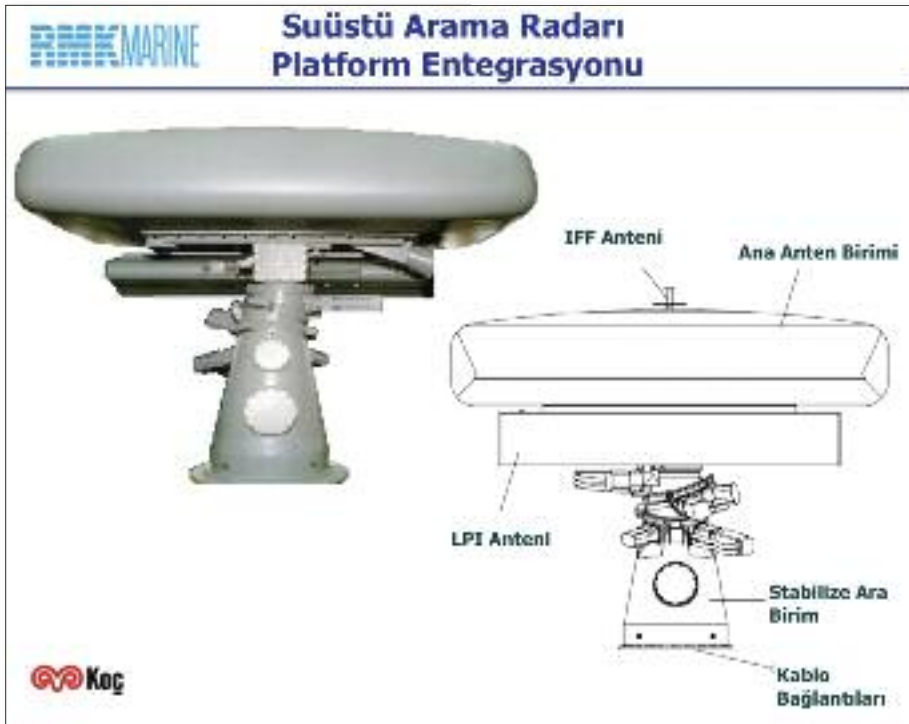 RMK MARINE
Suüstü Arama Radarı
Platform Entegrasyonu
IFF Anteni
Ana Anten Birimi
LPI Anteni
Stabilize Ara
Birim
Kablo
Bağlantıları
Koç